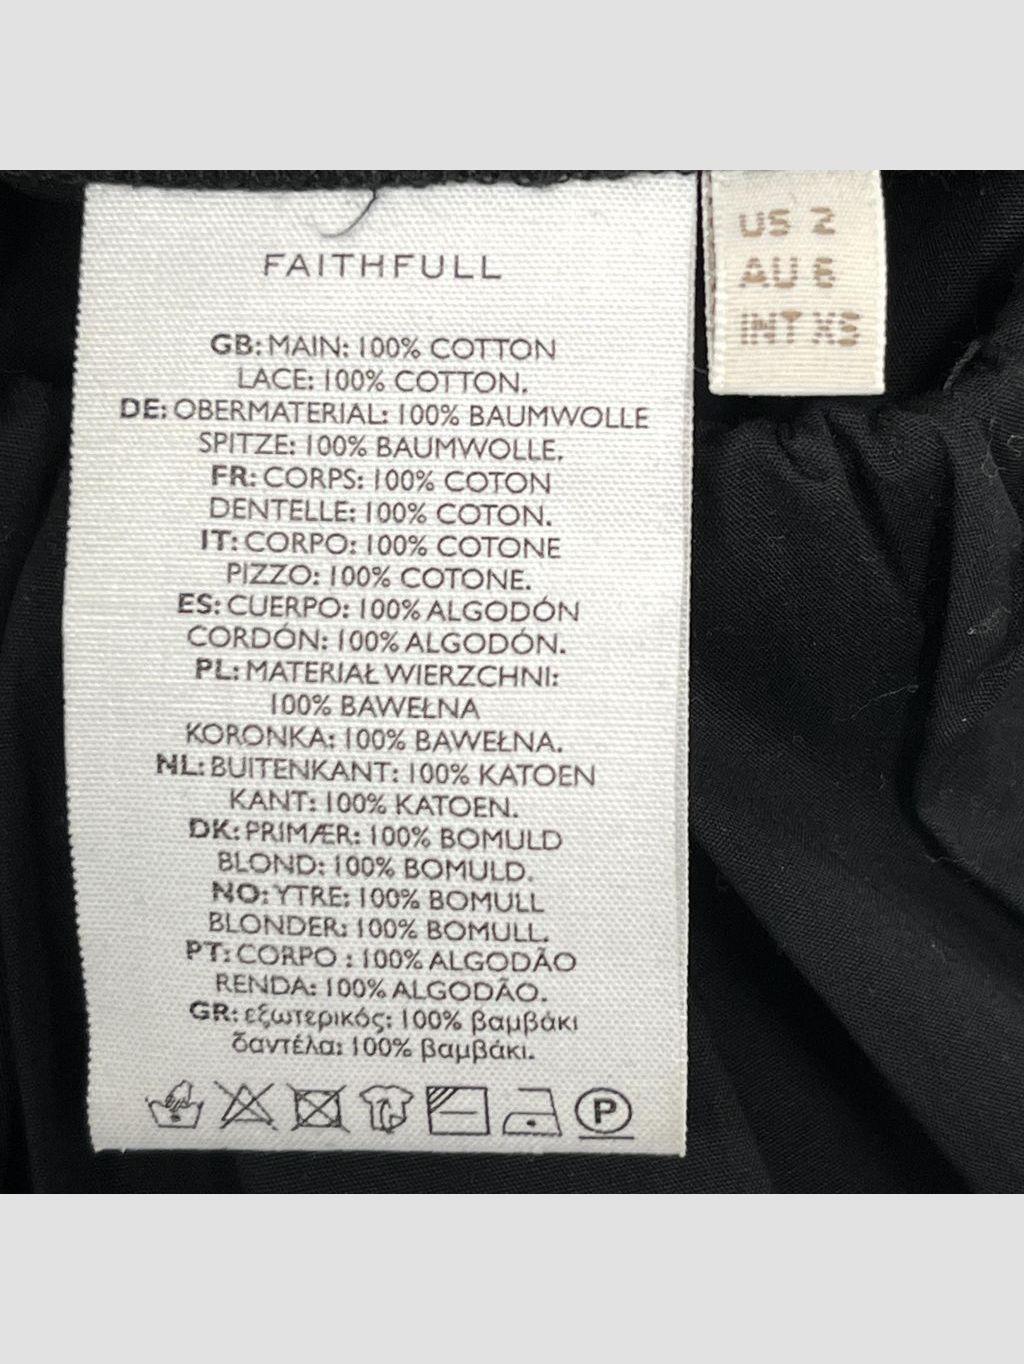 FAITHFULL
GB: MAIN: 100% COTTON
LACE: 100% COTTON.
DE: OBERMATERIAL: 100% BAUMWOLLE
SPITZE: 100% BAUMWOLLE.
FR: CORPS: 100% COTON
DENTELLE: 100% COTON.
IT: CORPO: 100% COTONE
PIZZO: 100% COTONE.
ES: CUERPO: 100% ALGODÓN
CORDÓN: 100% ALGODÓN.
PL: MATERIAŁ WIERZCHNI:
100% BAWEŁNA
KORONKA: 100% BAWEŁNA.
NL: BUITENKANT: 100% KATOEN
KANT: 100% KATOEN.
DK: PRIMÆR: 100% BOMULD
BLOND: 100% BOMULD.
NO: YTRE: 100% BOMULL
BLONDER: 100% BOMULL.
PT: CORPO : 100% ALGODÃO
RENDA: 100% ALGODÃO.
GR: εξωτερικός: 100% βαμβάκι
δαντέλα: 100% βαμβάκι.
P
US 2
AU 6
INT XS